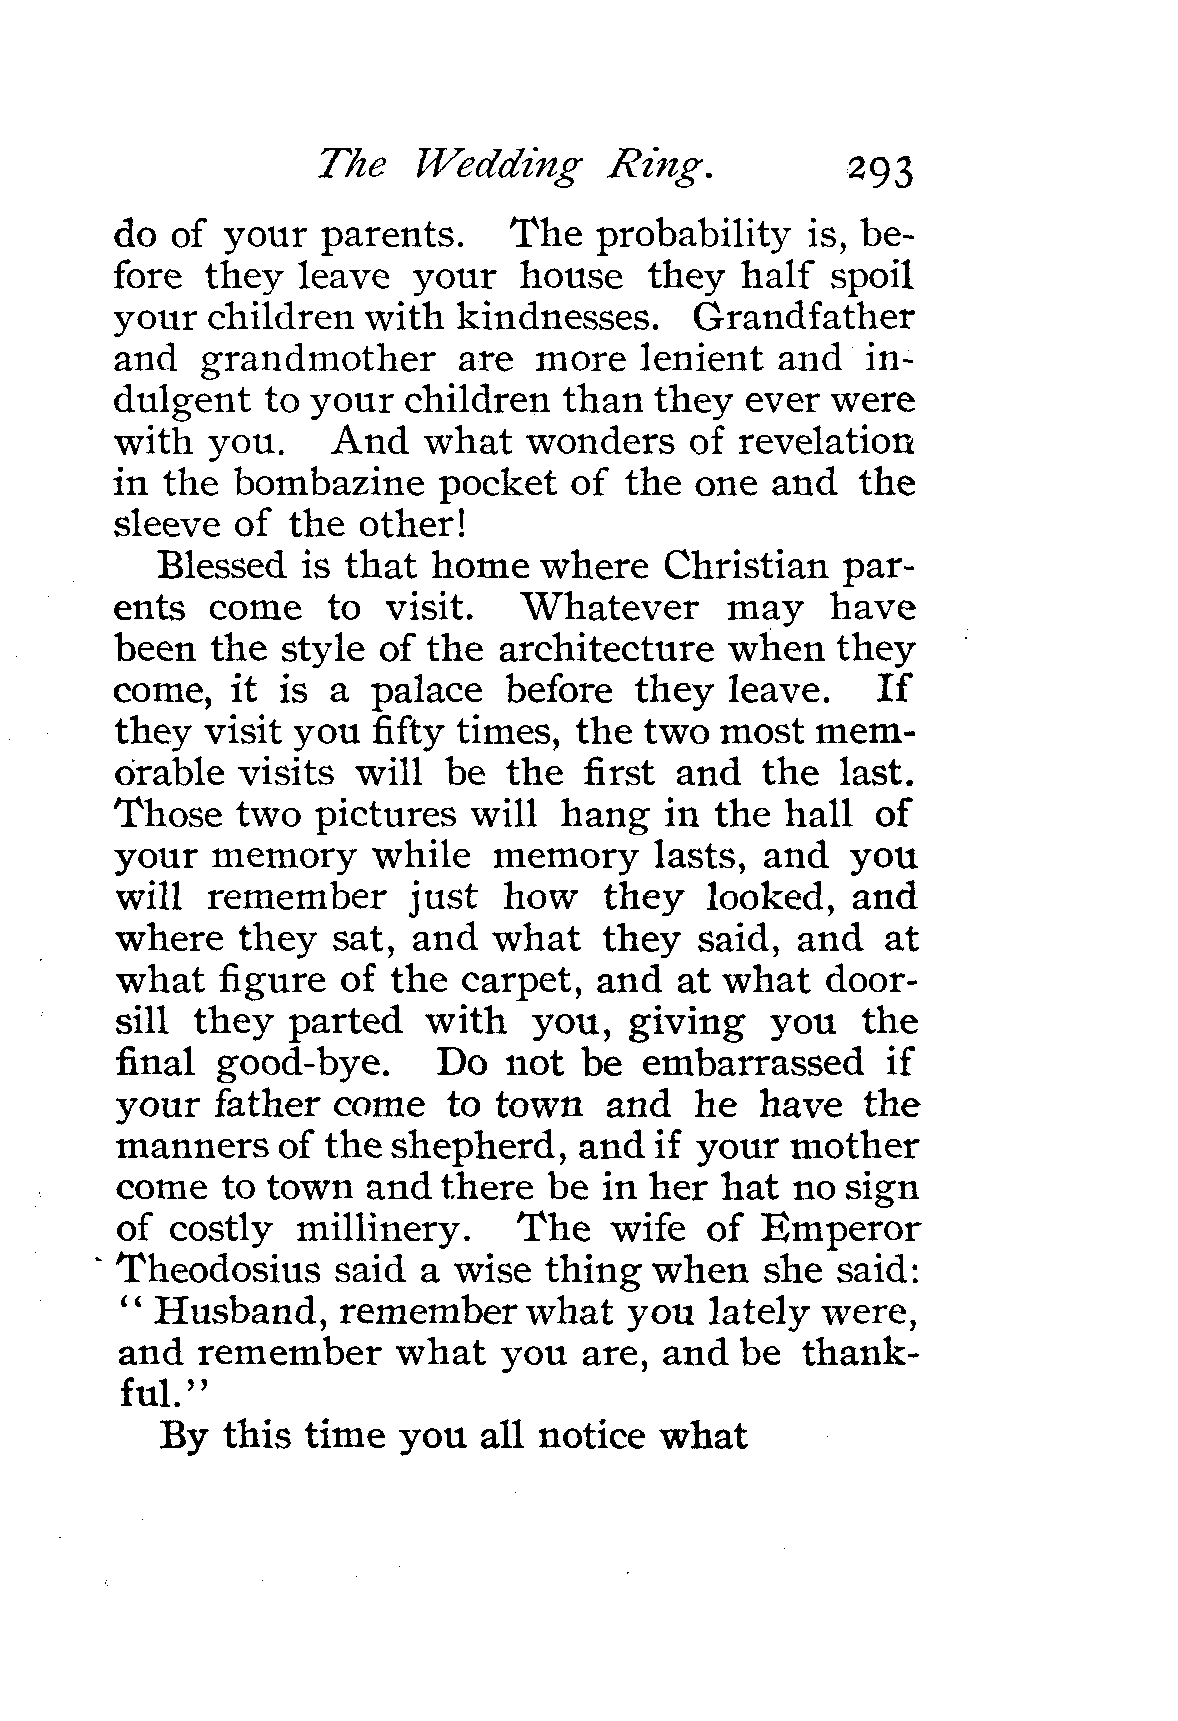 The Wedding Ring. 293
do of your parents. The probability is, be-
fore they leave your house they half spoil
your children with kindnesses. Grandfather
and grandmother are more lenient and in-
dulgent to your children than they ever were
with you. And what wonders of revelation
in the bombazine pocket of the one and the
sleeve of the other!
Blessed is that home where Christian par-
ents come to visit. Whatever may have
been the style of the architecture when they
come, it is a palace before they leave. If
they visit you fifty times, the two most mem-
orable visits will be the first and the last.
Those two pictures will hang in the hall of
your memory while memory lasts, and you
will remember just how they looked, and
where they sat, and what they said, and at
what figure of the carpet, and at what door-
sill they parted with you, giving you the
final good-bye. Do not be embarrassed if
your father come to town and he have the
manners of the shepherd, and if your mother
come to town and there be in her hat no sign
of costly millinery. The wife of Emperor
Theodosius said a wise thing when she said:
“ Husband, remember what you lately were,
and remember what you are, and be thank-
ful.”
By this time you all notice what